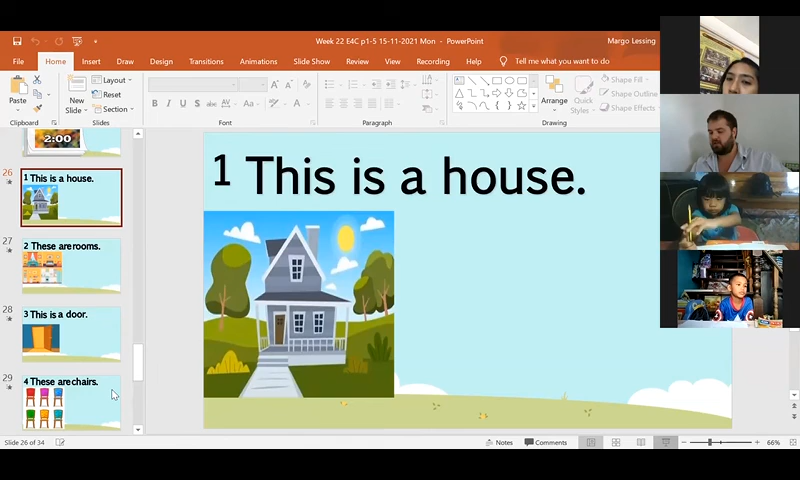 Week 22 E4C p1-5 15-11-2021 Mon - PowerPoint
Margo Lessing
File Home Insert Draw Design Transitions Animations Slide Show Review View Recording Help Tell me what you want to do
Paste
Clipboard
New Slide
Layout
Reset
Section
Slides
B I U S abc AV Aa A
Font
Paragraph
Arrange
Quick Styles
Shape Fill
Shape Outline
Shape Effects
Drawing
2:00
26
1 This is a house.
27
2 These are rooms.
28
3 This is a door.
29
4 These are chairs.
1 This is a house.
Slide 26 of 34
Notes
Comments
66%